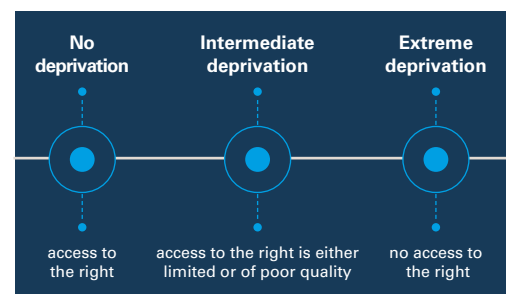 No
deprivation
Intermediate
deprivation
Extreme
deprivation
access to
the right
access to the right is either
limited or of poor quality
no access to
the right